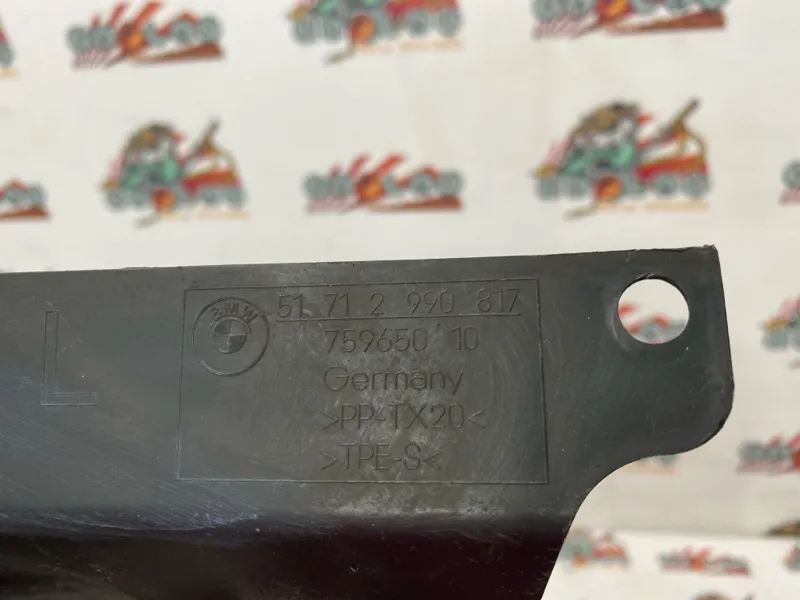 L
BMW
51 71 2 990 817
759650 10
Germany
>PP-TX20<
>TPE-S<